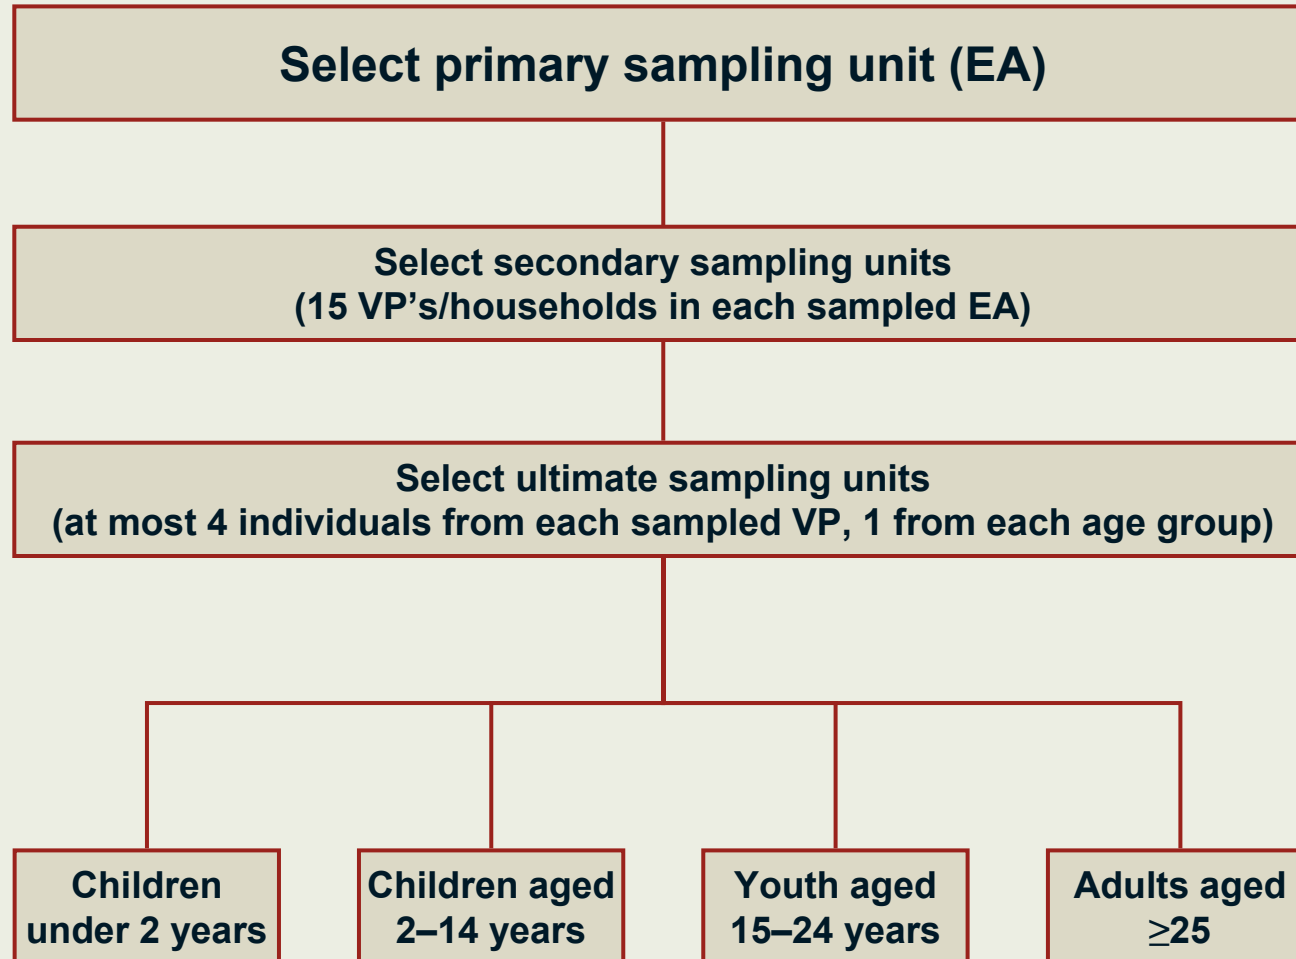 Select primary sampling unit (EA)
Select secondary sampling units
(15 VP’s/households in each sampled EA)
Select ultimate sampling units
(at most 4 individuals from each sampled VP, 1 from each age group)
Children
under 2 years
Children aged
2–14 years
Youth aged
15–24 years
Adults aged
≥25